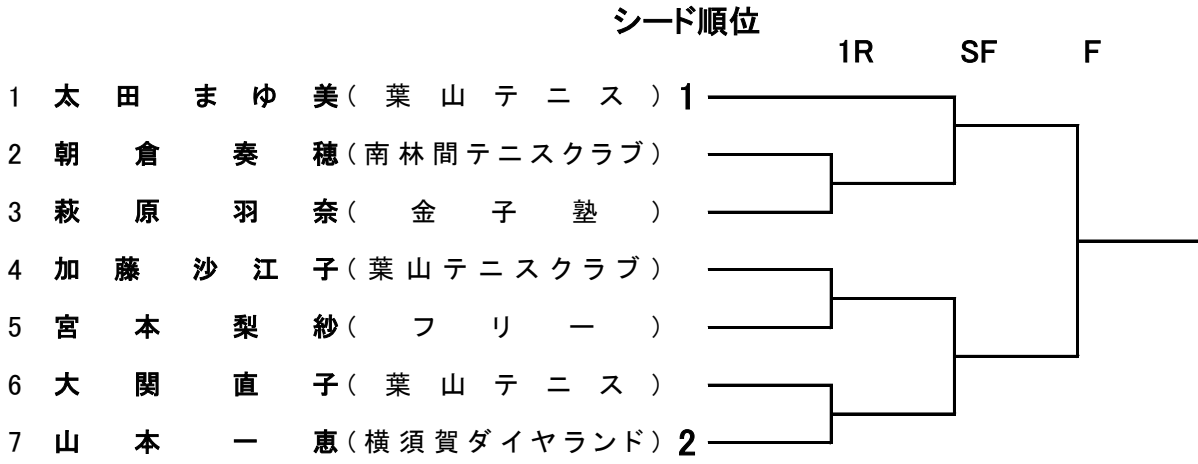 シード順位
1R SF F
1 太田 まゆ美(葉山テニス) 1
2 朝倉 奏穂(南林間テニスクラブ)
3 萩原 羽奈(金子塾)
4 加藤 沙江子(葉山テニスクラブ)
5 宮本 梨紗(フリー)
6 大関 直子(葉山テニス)
7 山本 一恵(横須賀ダイヤランド) 2